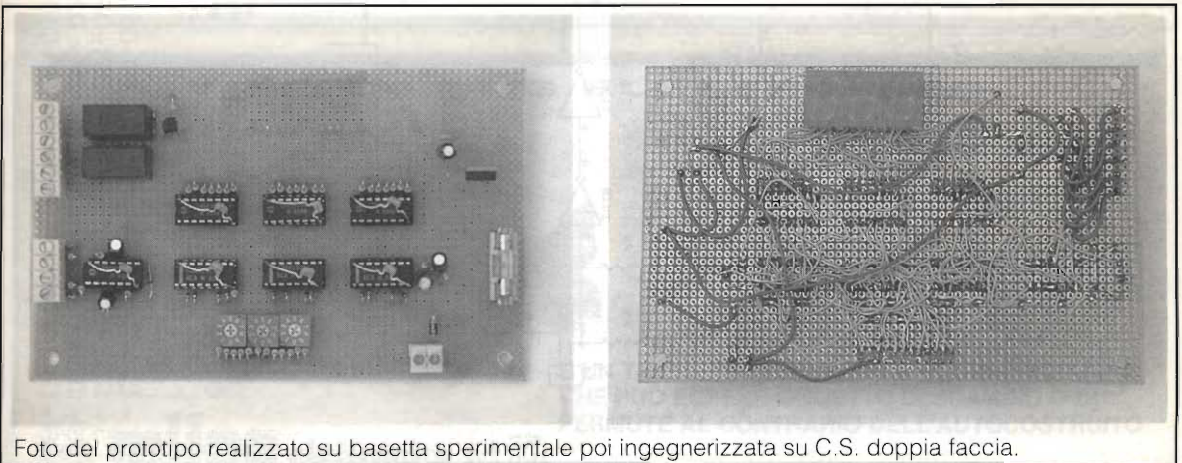 Foto del prototipo realizzato su basetta sperimentale poi ingegnerizzata su C.S. doppia faccia.